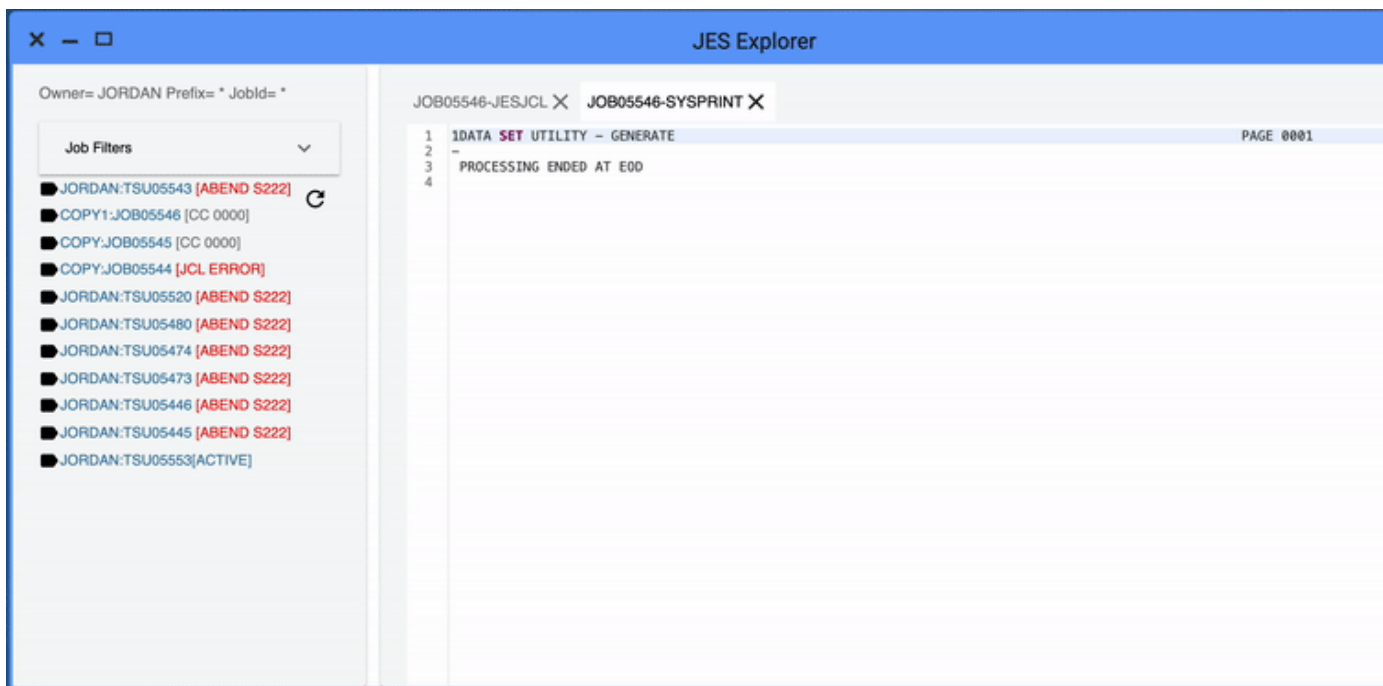 JES Explorer
Owner= JORDAN Prefix= * JobId= *
Job Filters
JORDAN:TSU05543 [ABEND S222]
COPY1:JOB05546 [CC 0000]
COPY:JOB05545 [CC 0000]
COPY:JOB05544 [JCL ERROR]
JORDAN:TSU05520 [ABEND S222]
JORDAN:TSU05480 [ABEND S222]
JORDAN:TSU05474 [ABEND S222]
JORDAN:TSU05473 [ABEND S222]
JORDAN:TSU05446 [ABEND S222]
JORDAN:TSU05445 [ABEND S222]
JORDAN:TSU05553[ACTIVE]
JOB05546-JESJCL JOB05546-SYSPRINT
1 1DATA SET UTILITY - GENERATE PAGE 0001
2 -
3 PROCESSING ENDED AT EOD
4